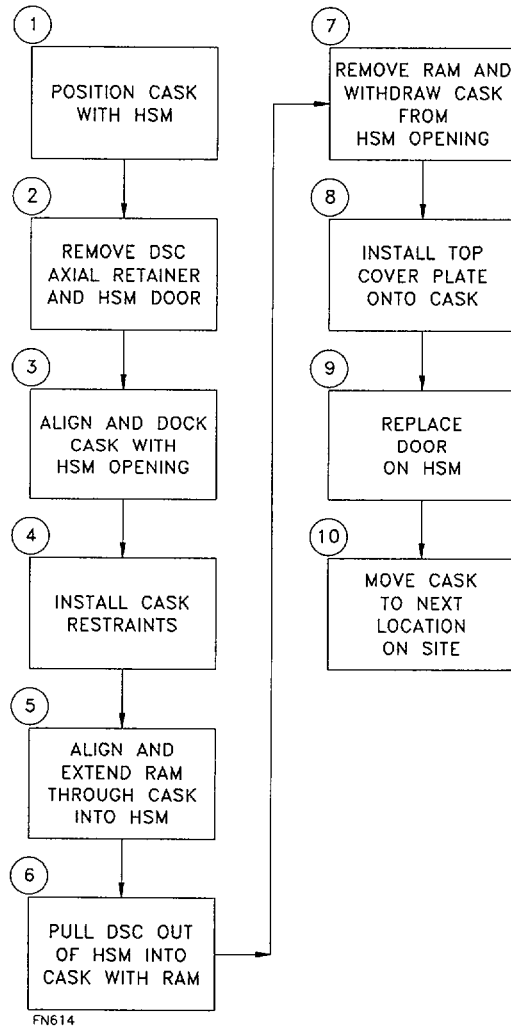 1
POSITION CASK
WITH HSM
2
REMOVE DSC
AXIAL RETAINER
AND HSM DOOR
3
ALIGN AND DOCK
CASK WITH
HSM OPENING
4
INSTALL CASK
RESTRAINTS
5
ALIGN AND
EXTEND RAM
THROUGH CASK
INTO HSM
6
PULL DSC OUT
OF HSM INTO
CASK WITH RAM
FN614
7
REMOVE RAM AND
WITHDRAW CASK
FROM
HSM OPENING
8
INSTALL TOP
COVER PLATE
ONTO CASK
9
REPLACE
DOOR
ON HSM
10
MOVE CASK
TO NEXT
LOCATION
ON SITE